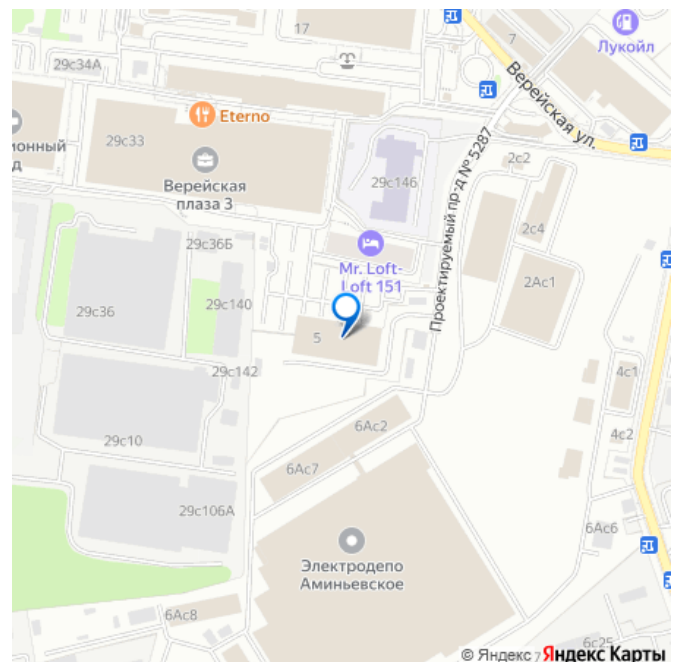 Лукойл
7
29с34А
Верейская ул.
Eterno
29с33
ионный
д
Верейская
плаза 3
29с146
2с2
Проектируемый пр-д № 5287
2с4
29с36Б
Mr. Loft-
Loft 151
2Ас1
29с36
29с140
5
29с142
4с1
6Ас2
4с2
29с10
6Ас7
29с106А
6Ас6
Электродепо
Аминьевское
6Ас8
6с25
© Яндекс 7 Яндекс Карты